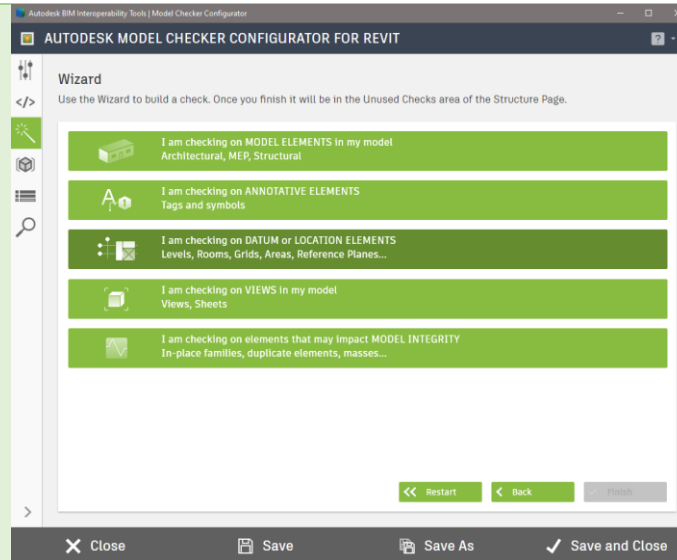 Autodesk BIM Interoperability Tools | Model Checker Configurator
AUTODESK MODEL CHECKER CONFIGURATOR FOR REVIT
?
Wizard
</>
Use the Wizard to build a check. Once you finish it will be in the Unused Checks area of the Structure Page.
I am checking on MODEL ELEMENTS in my model
Architectural, MEP, Structural
I am checking on ANNOTATIVE ELEMENTS
Tags and symbols
I am checking on DATUM or LOCATION ELEMENTS
Levels, Rooms, Grids, Areas, Reference Planes...
I am checking on VIEWS in my model
Views, Sheets
I am checking on elements that may impact MODEL INTEGRITY
In-place families, duplicate elements, masses...
Restart
Back
Finish
Close
Save
Save As
Save and Close